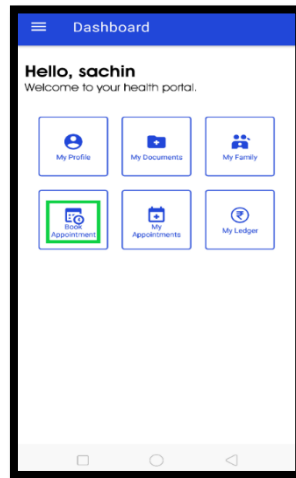 Dashboard
Hello, sachin
Welcome to your health portal.
My Profile
My Documents
My Family
Book
Appointment
My
Appointments
My Ledger